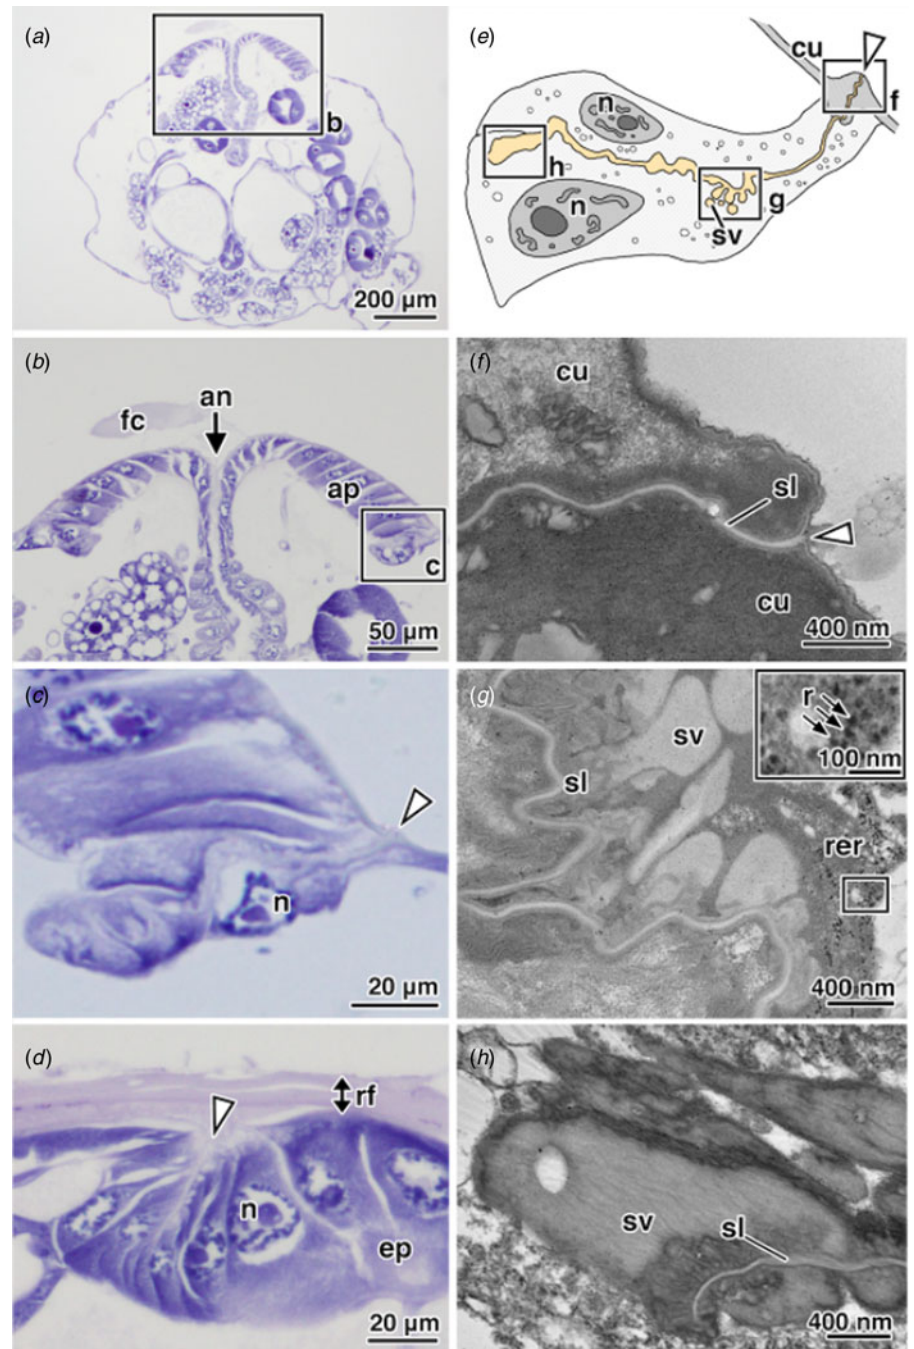 (a)
b
200 µm
(b)
an
fc
ap
c
50 µm
(c)
n
20 µm
(d)
rf
n
ep
20 µm
(e)
cu
n
f
h
n
g
sv
(f)
cu
sl
cu
400 nm
(g)
r
100 nm
sv
sl
rer
400 nm
(h)
sv
sl
400 nm